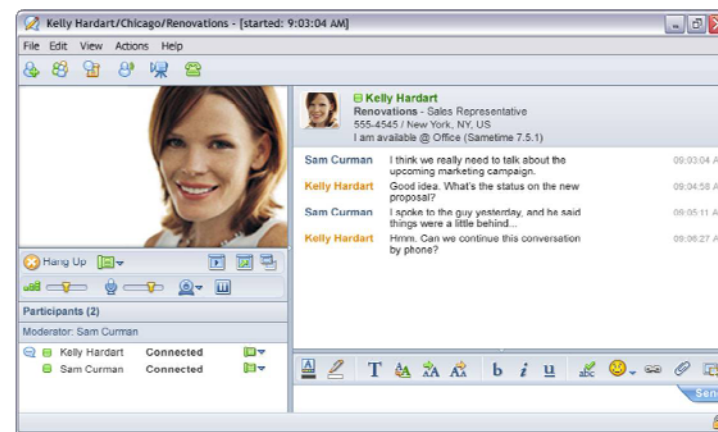 Kelly Hardart/Chicago/Renovations - [started: 9:03:04 AM]
File Edit View Actions Help
Kelly Hardart
Renovations - Sales Representative
555-4545 / New York, NY, US
I am available @ Office (Sametime 7.5.1)
Sam Curman I think we really need to talk about the 09:03:04 A
upcoming marketing campaign.
Kelly Hardart Good idea. What's the status on the new 09:04:58 A
proposal?
Sam Curman I spoke to the guy yesterday, and he said 09:05:11 A
things were a little behind...
Kelly Hardart Hmm. Can we continue this conversation 09:06:27 A
by phone?
Hang Up
Participants (2)
Moderator: Sam Curman
Kelly Hardart Connected
Sam Curman Connected
A T AA AA AA b i u abc
Sen